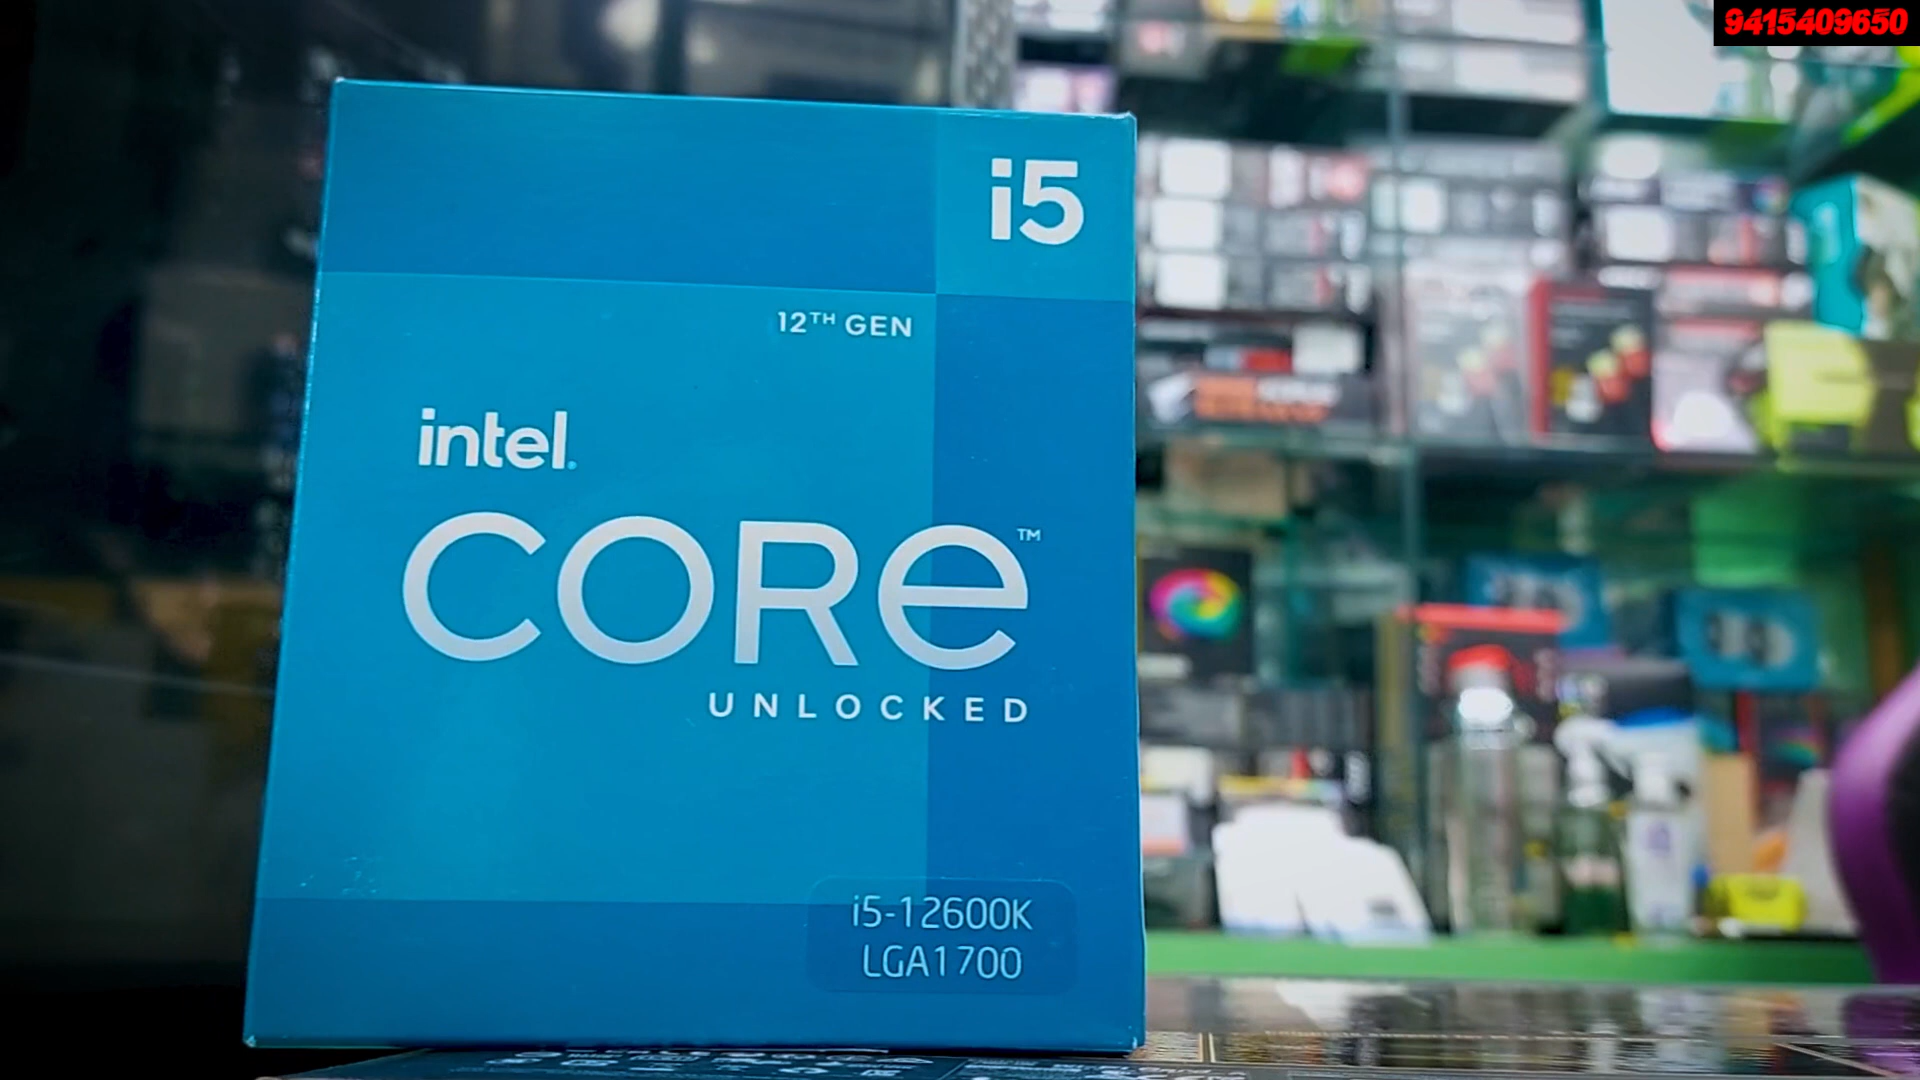 9415409650
i5
12TH GEN
intel.
CORE™
UNLOCKED
i5-12600K
LGA1700